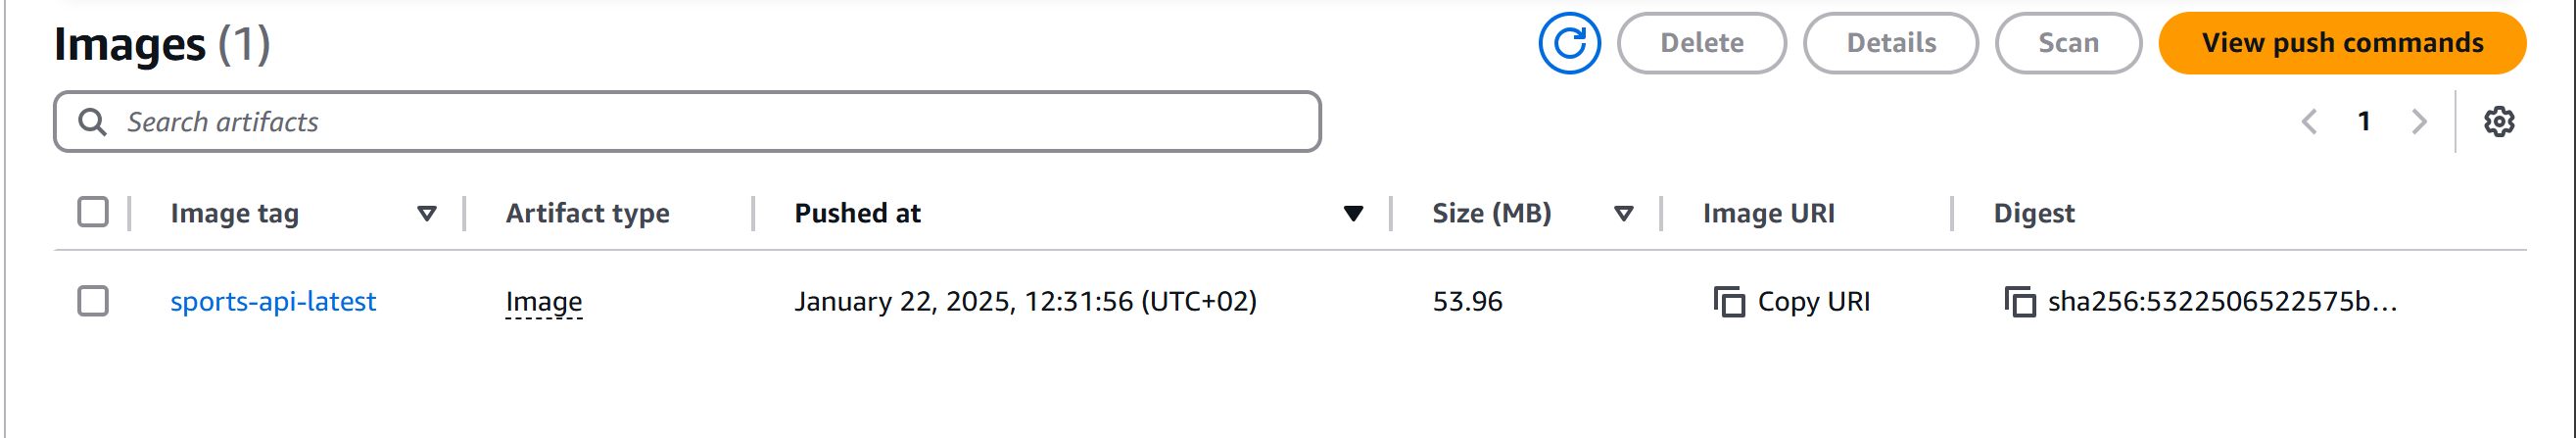 Images (1)
Delete
Details
Scan
View push commands
Search artifacts
1
Image tag Artifact type Pushed at Size (MB) Image URI Digest
sports-api-latest Image January 22, 2025, 12:31:56 (UTC+02) 53.96 Copy URI sha256:5322506522575b...